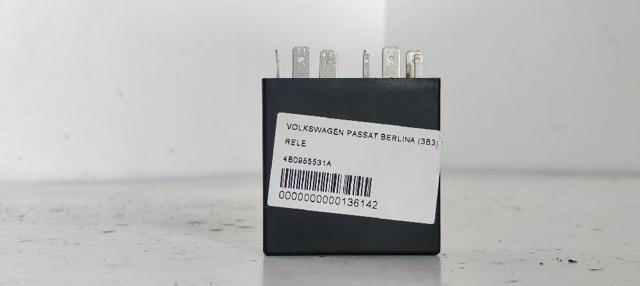 VOLKSWAGEN PASSAT BERLINA (3B3)
RELE
4B0955531A
0000000000136142